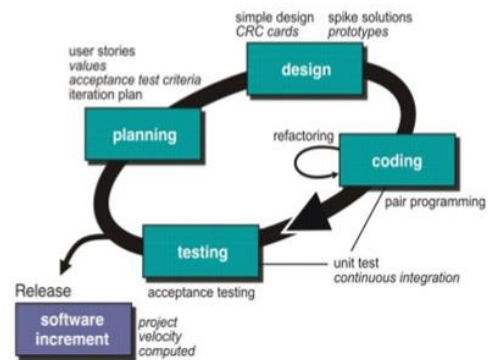 simple design
CRC cards
spike solutions
prototypes
design
user stories
values
acceptance test criteria
iteration plan
planning
refactoring
coding
pair programming
testing
unit test
continuous integration
acceptance testing
Release
software
increment
project
velocity
computed